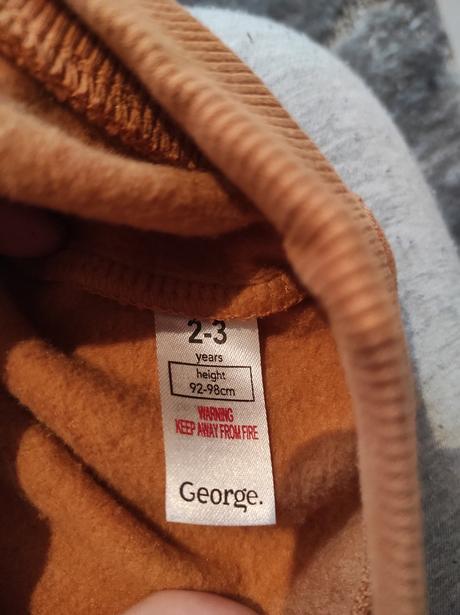 2-3
years
height
92-98cm
WARNING
KEEP AWAY FROM FIRE
George.